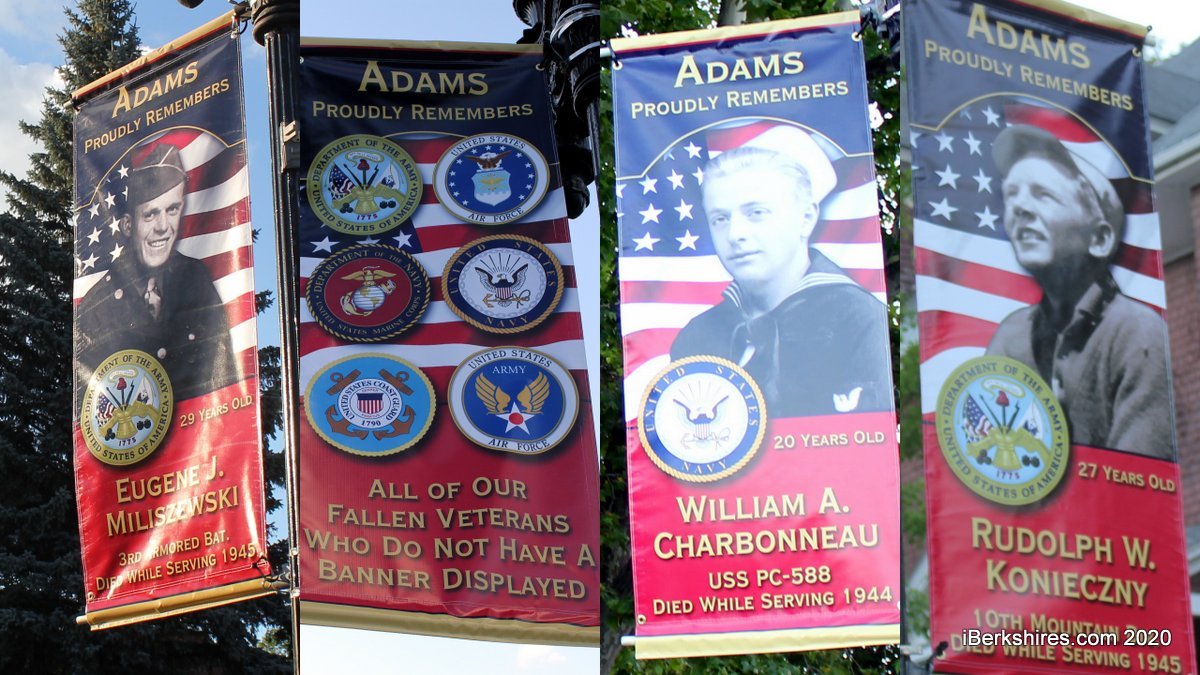 ADAMS
PROUDLY REMEMBERS
DEPARTMENT OF THE ARMY
UNITED STATES OF AMERICA
1775
29 YEARS OLD
EUGENE J.
MILISZEWSKI
3RD ARMORED BAT.
DIED WHILE SERVING 1945
ADAMS
PROUDLY REMEMBERS
DEPARTMENT OF THE ARMY
UNITED STATES OF AMERICA
1775
UNITED STATES
AIR FORCE
DEPARTMENT OF THE NAVY
UNITED STATES MARINE CORPS
UNITED STATES
NAVY
UNITED STATES COAST GUARD
1790
UNITED STATES
ARMY
AIR FORCE
ALL OF OUR
FALLEN VETERANS
WHO DO NOT HAVE A
BANNER DISPLAYED
ADAMS
PROUDLY REMEMBERS
UNITED STATES
NAVY
20 YEARS OLD
WILLIAM A.
CHARBONNEAU
USS PC-588
DIED WHILE SERVING 1944
ADAMS
PROUDLY REMEMBERS
DEPARTMENT OF THE ARMY
UNITED STATES OF AMERICA
1775
27 YEARS OLD
RUDOLPH W.
KONIECZNY
10TH MOUNTAIN
DIED WHILE SERVING 1945
iBerkshires.com 2020